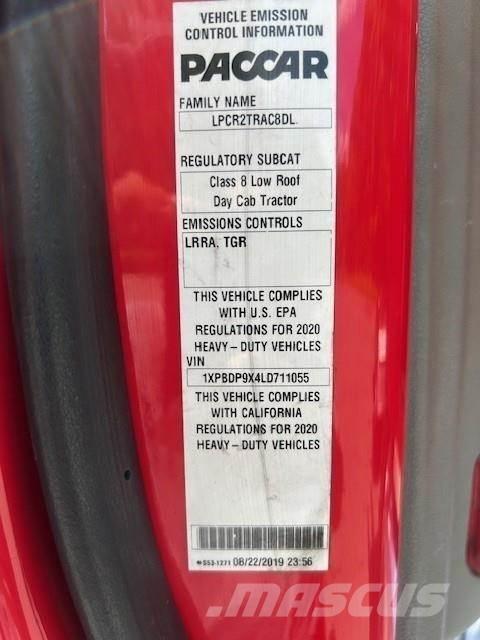 VEHICLE EMISSION
CONTROL INFORMATION
PACCAR
FAMILY NAME
LPCR2TRAC8DL
REGULATORY SUBCAT
Class 8 Low Roof
Day Cab Tractor
EMISSIONS CONTROLS
LRRA, TGR
THIS VEHICLE COMPLIES
WITH U.S. EPA
REGULATIONS FOR 2020
HEAVY-DUTY VEHICLES
VIN
1XPBDP9X4LD711055
THIS VEHICLE COMPLIES
WITH CALIFORNIA
REGULATIONS FOR 2020
HEAVY-DUTY VEHICLES
S53-1271 08/22/2019 23:56
MASCUS